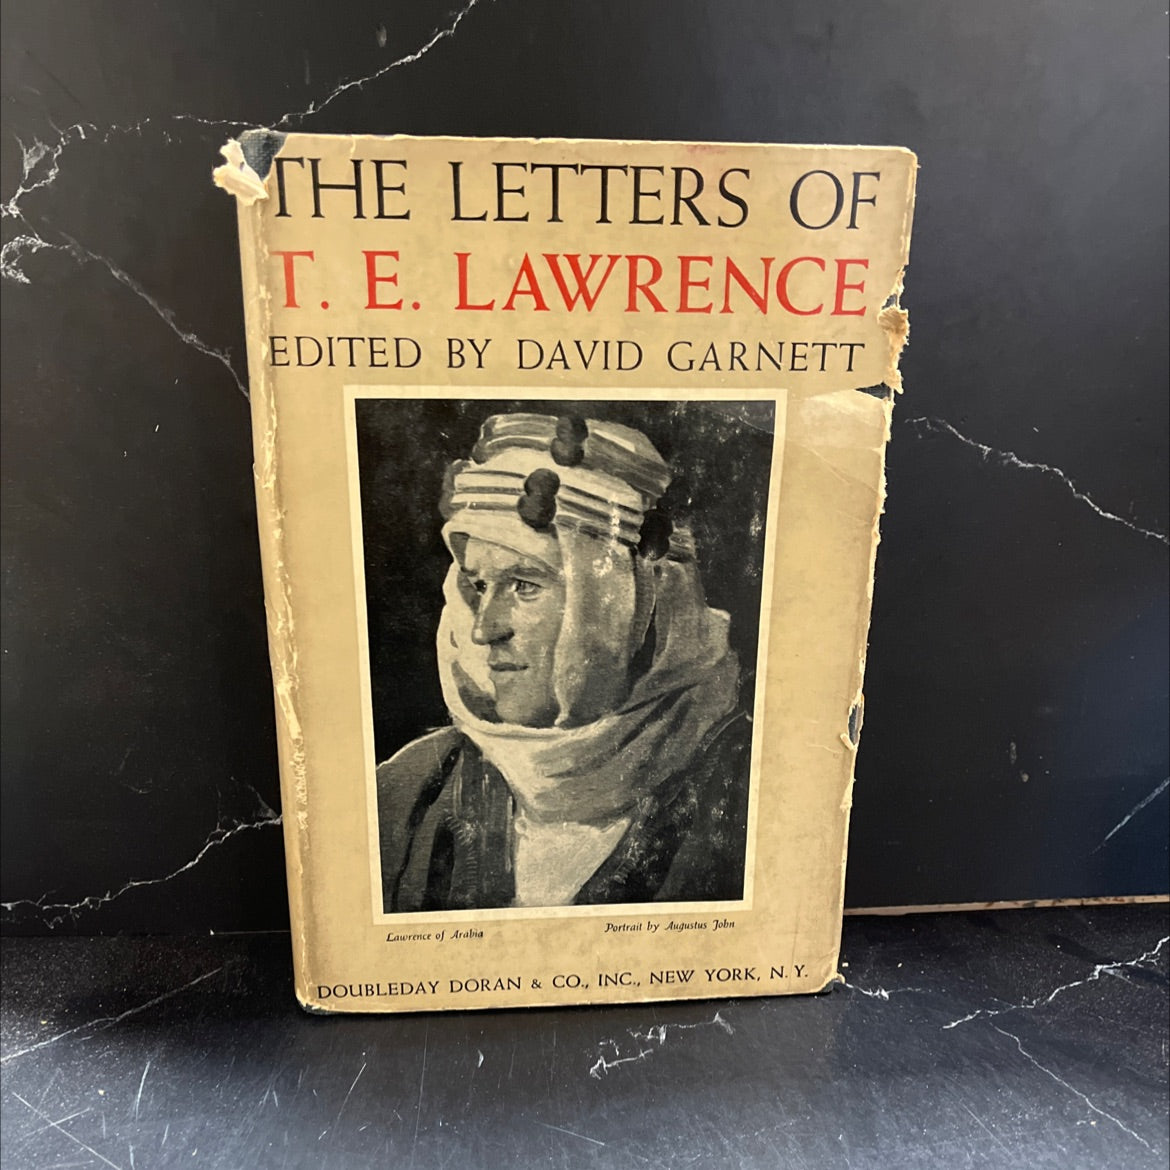 THE LETTERS OF
T. E. LAWRENCE
EDITED BY DAVID GARNETT
Lawrence of Arabia
Portrait by Augustus John
DOUBLEDAY DORAN & CO., INC., NEW YORK, N. Y.